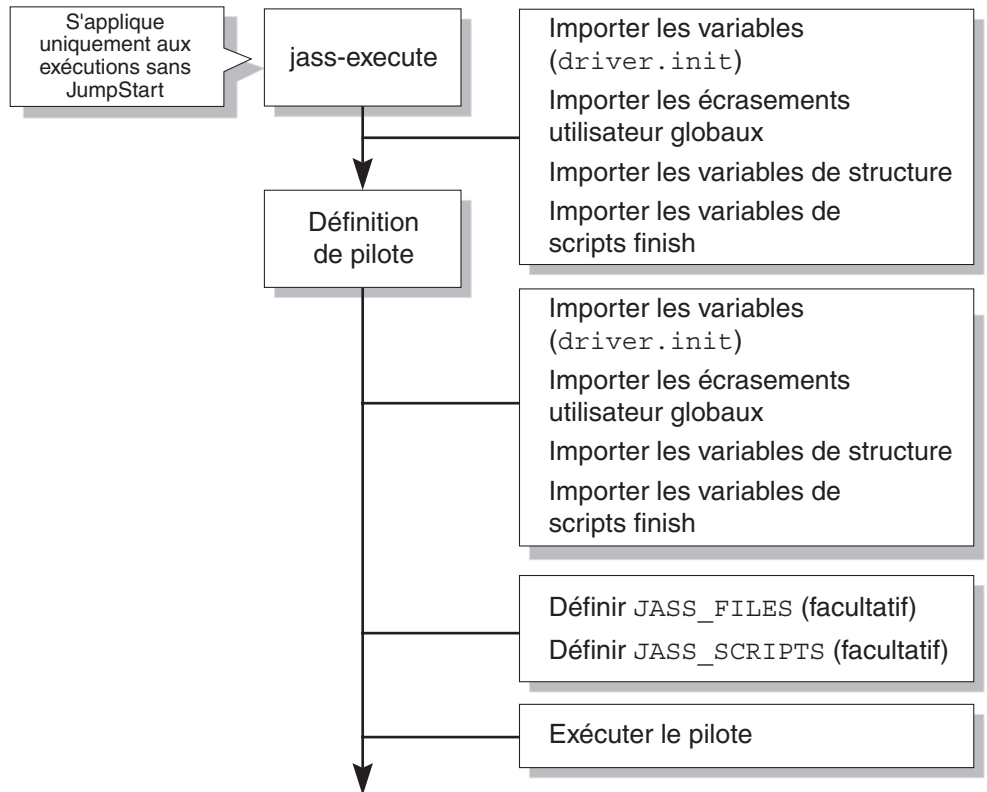 S'applique
uniquement aux
exécutions sans
JumpStart
jass-execute
Importer les variables
(driver.init)
Importer les écrasements
utilisateur globaux
Importer les variables de structure
Importer les variables de
scripts finish
Définition
de pilote
Importer les variables
(driver.init)
Importer les écrasements
utilisateur globaux
Importer les variables de structure
Importer les variables de
scripts finish
Définir JASS_FILES (facultatif)
Définir JASS_SCRIPTS (facultatif)
Exécuter le pilote